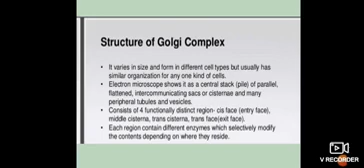 Structure of Golgi Complex
• It varies in size and form in different cell types but usually has
similar organization for any one kind of cells.
• Electron microscope shows it as a central stack (pile) of parallel,
flattened, intercommunicating sacs or cisternae and many
peripheral tubules and vesicles.
• Consists of 4 functionally distinct region- cis face (entry face),
middle cisterna, trans cisterna, trans face(exit face).
• Each region contain different enzymes which selectively modify
the contents depending on where they reside.
V RECORDER